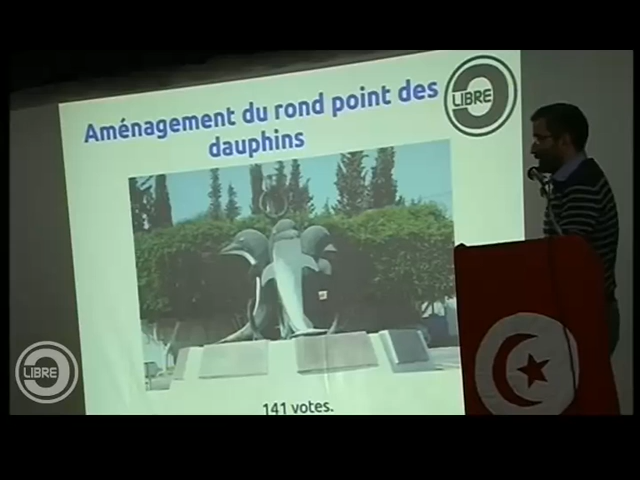 Aménagement du rond point des
dauphins
LIBRE
141 votes.
LIBRE